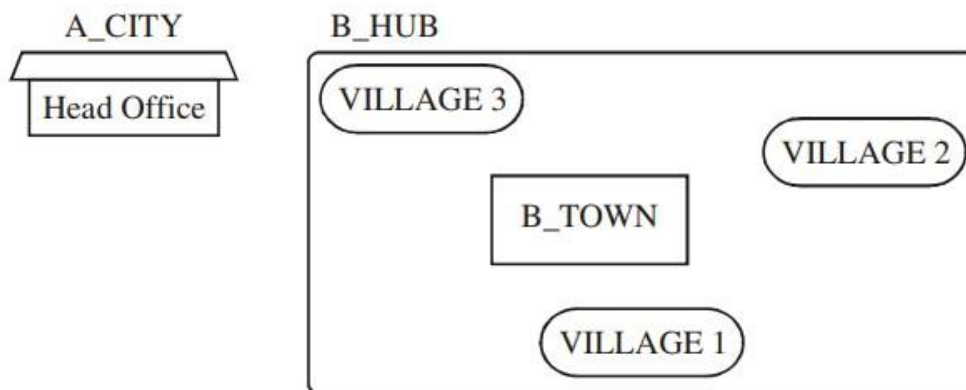 A_CITY
B_HUB
Head Office
VILLAGE 3
VILLAGE 2
B_TOWN
VILLAGE 1